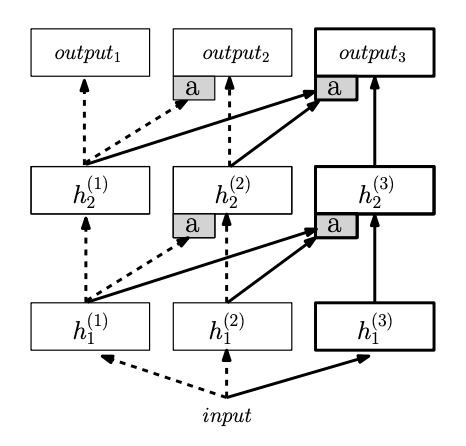 output₁ output₂ output₃
a a
h₂⁽¹⁾ h₂⁽²⁾ h₂⁽³⁾
a a
h₁⁽¹⁾ h₁⁽²⁾ h₁⁽³⁾
input